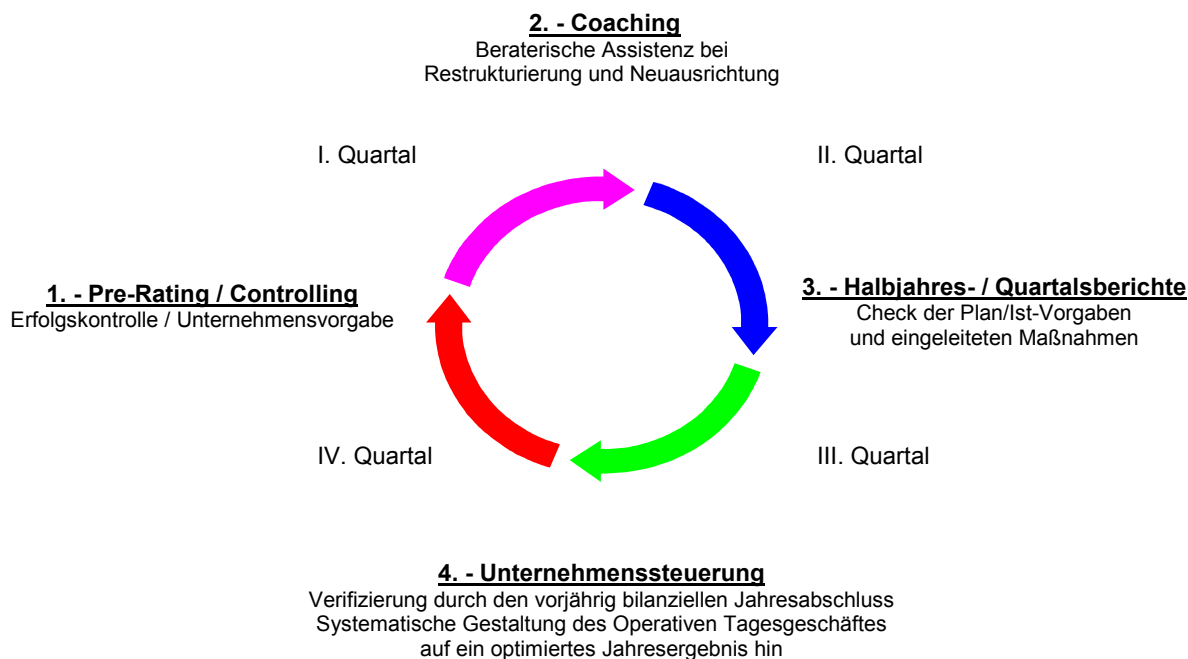 2. - Coaching
Beraterische Assistenz bei
Restrukturierung und Neuausrichtung
I. Quartal
II. Quartal
1. - Pre-Rating / Controlling
Erfolgskontrolle / Unternehmensvorgabe
3. - Halbjahres- / Quartalsberichte
Check der Plan/Ist-Vorgaben
und eingeleiteten Maßnahmen
IV. Quartal
III. Quartal
4. - Unternehmenssteuerung
Verifizierung durch den vorjährig bilanziellen Jahresabschluss
Systematische Gestaltung des Operativen Tagesgeschäftes
auf ein optimiertes Jahresergebnis hin